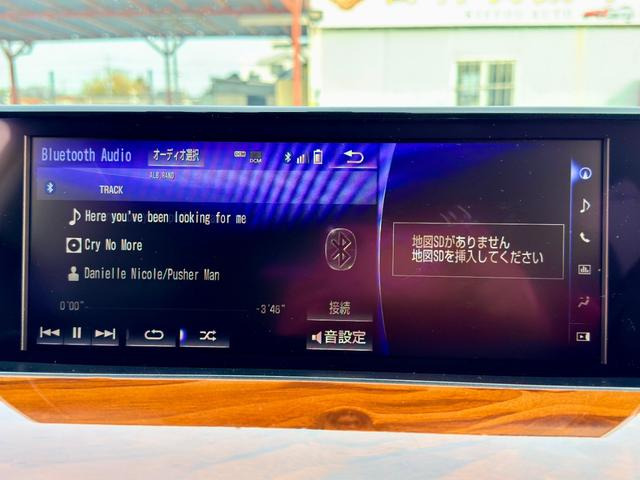 Bluetooth Audio
オーディオ選択
DCM
ALB.RAND
TRACK
Here you've been looking for me
Cry No More
Danielle Nicole/Pusher Man
0'00"
-3'46"
接続
音設定
地図SDがありません
地図SDを挿入してください